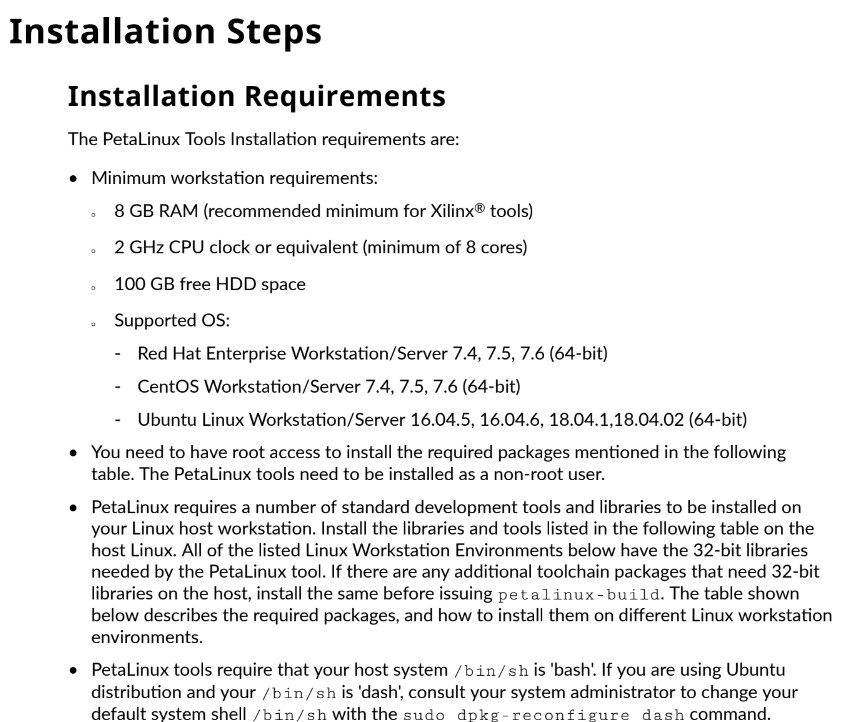 Installation Steps
Installation Requirements
The PetaLinux Tools Installation requirements are:
• Minimum workstation requirements:
○ 8 GB RAM (recommended minimum for Xilinx® tools)
○ 2 GHz CPU clock or equivalent (minimum of 8 cores)
○ 100 GB free HDD space
○ Supported OS:
- Red Hat Enterprise Workstation/Server 7.4, 7.5, 7.6 (64-bit)
- CentOS Workstation/Server 7.4, 7.5, 7.6 (64-bit)
- Ubuntu Linux Workstation/Server 16.04.5, 16.04.6, 18.04.1,18.04.02 (64-bit)
• You need to have root access to install the required packages mentioned in the following
table. The PetaLinux tools need to be installed as a non-root user.
• PetaLinux requires a number of standard development tools and libraries to be installed on
your Linux host workstation. Install the libraries and tools listed in the following table on the
host Linux. All of the listed Linux Workstation Environments below have the 32-bit libraries
needed by the PetaLinux tool. If there are any additional toolchain packages that need 32-bit
libraries on the host, install the same before issuing petalinux-build. The table shown
below describes the required packages, and how to install them on different Linux workstation
environments.
• PetaLinux tools require that your host system /bin/sh is 'bash'. If you are using Ubuntu
distribution and your /bin/sh is 'dash', consult your system administrator to change your
default system shell /bin/sh with the sudo dpkg-reconfigure dash command.